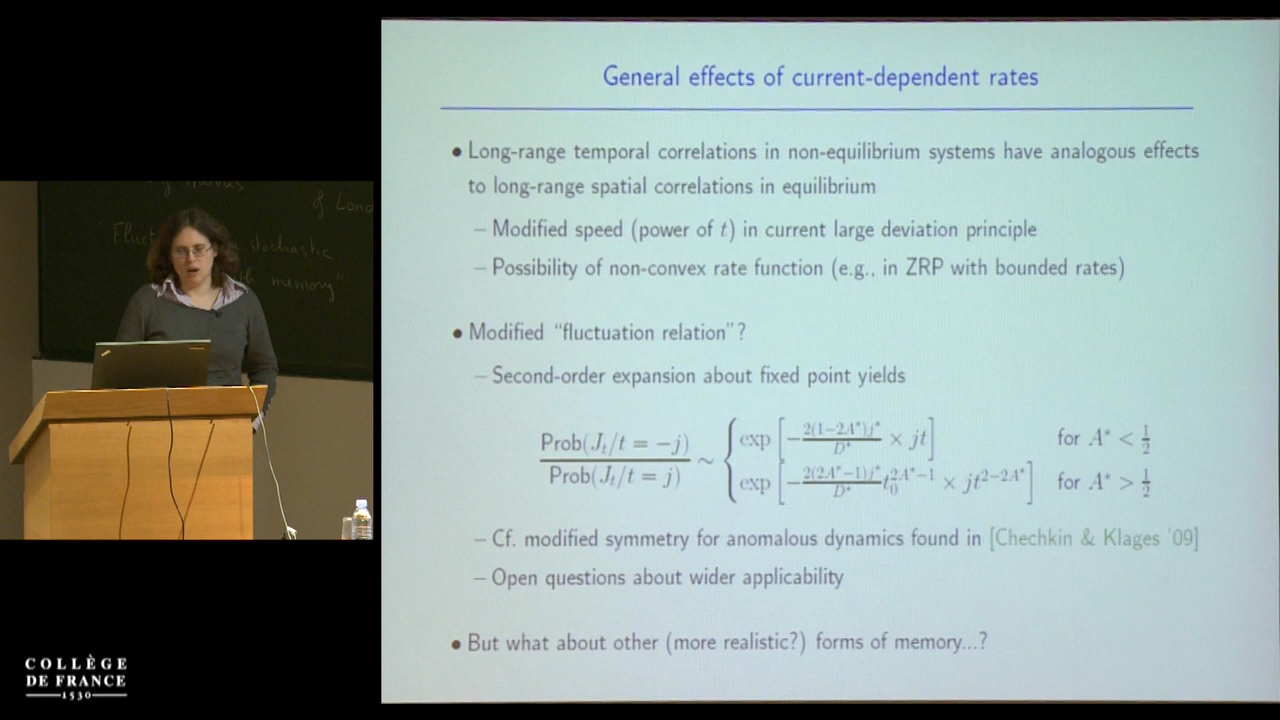 of Lond
Fluct stochastic
memory"
General effects of current-dependent rates
• Long-range temporal correlations in non-equilibrium systems have analogous effects
to long-range spatial correlations in equilibrium
– Modified speed (power of t) in current large deviation principle
– Possibility of non-convex rate function (e.g., in ZRP with bounded rates)
• Modified "fluctuation relation"?
– Second-order expansion about fixed point yields
Prob(J_t/t = −j) / Prob(J_t/t = j) ∼ { exp[−2(1−2A*)j*/D* × jt] for A* < 1/2
exp[−2(2A*−1)j*/D* t_0^{2A*−1} × jt^{2−2A*}] for A* > 1/2
– Cf. modified symmetry for anomalous dynamics found in [Chechkin & Klages '09]
– Open questions about wider applicability
• But what about other (more realistic?) forms of memory...?
COLLÈGE
DE FRANCE
1530